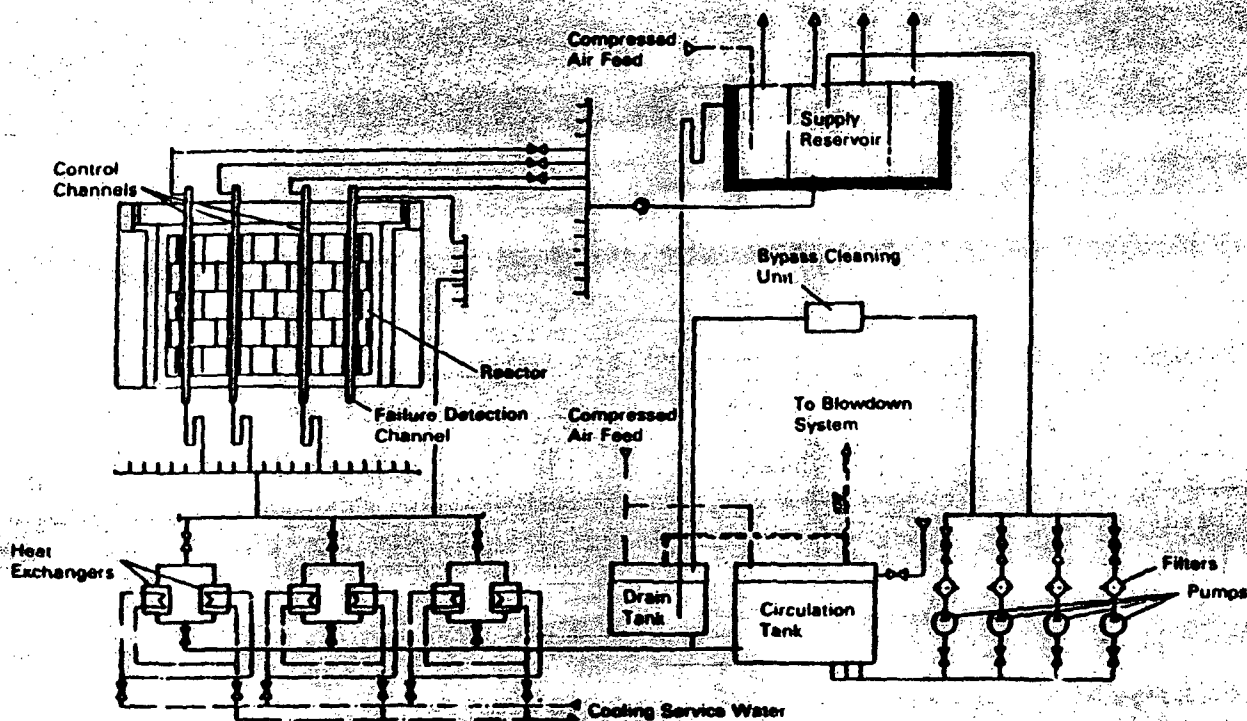 Compressed
Air Feed
Supply
Reservoir
Control
Channels
Bypass Cleaning
Unit
Reactor
Failure Detection
Channel
Compressed
Air Feed
To Blowdown
System
Heat
Exchangers
Drain
Tank
Circulation
Tank
Filters
Pumps
Cooling Service Water